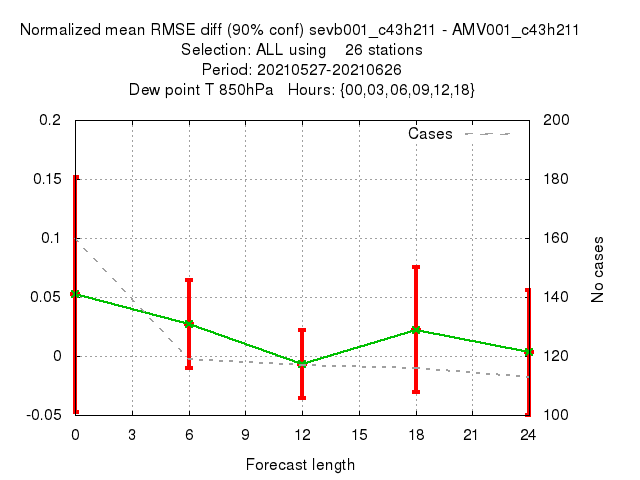 Normalized mean RMSE diff (90% conf) sevb001_c43h211 - AMV001_c43h211
Selection: ALL using 26 stations
Period: 20210527-20210626
Dew point T 850hPa Hours: {00,03,06,09,12,18}
Cases
0.2
0.15
0.1
0.05
0
-0.05
200
180
160
140
120
100
No cases
0 3 6 9 12 15 18 21 24
Forecast length